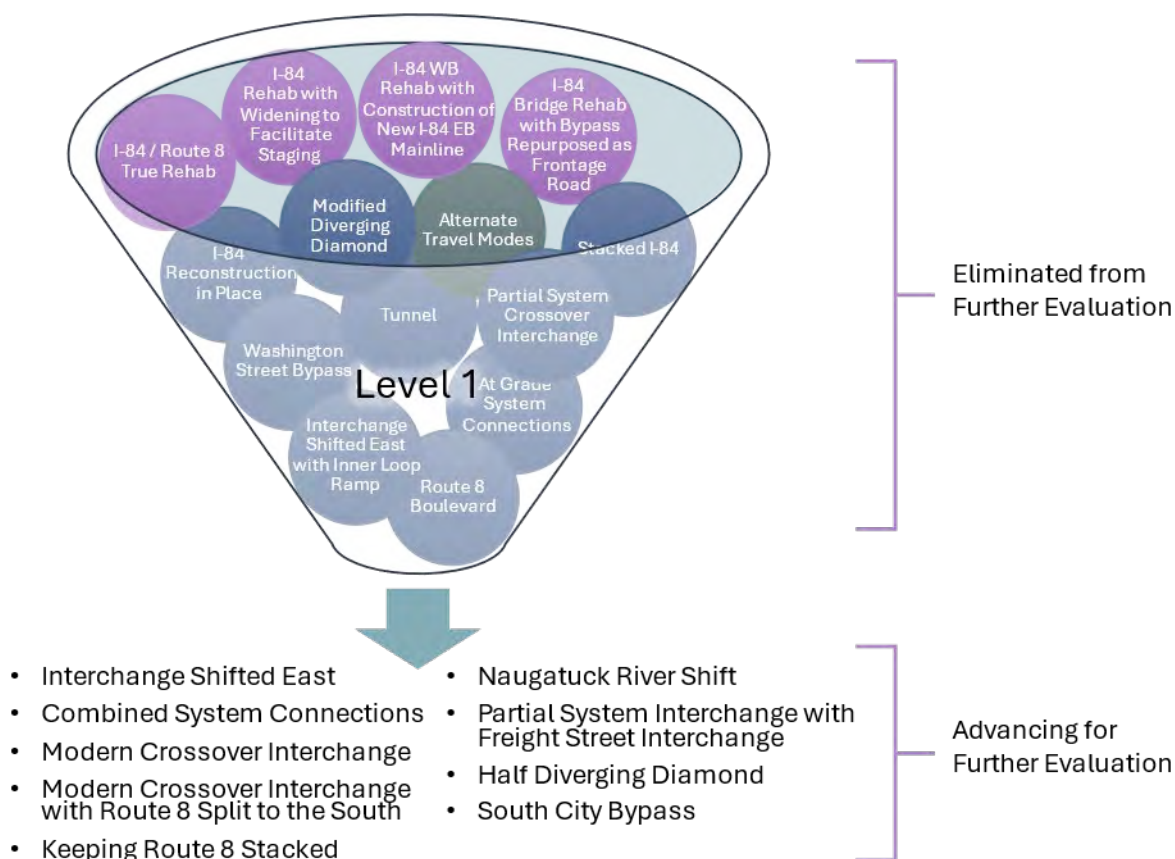 I-84
Rehab with
Widening to
Facilitate
Staging
I-84 WB
Rehab with
Construction of
New I-84 EB
Mainline
I-84
Bridge Rehab
with Bypass
Repurposed as
Frontage
Road
I-84 / Route 8
True Rehab
Modified
Diverging
Diamond
Alternate
Travel Modes
Stacked I-84
I-84
Reconstruction
in Place
Tunnel
Partial System
Crossover
Interchange
Washington
Street Bypass
Level 1
At Grade
System
Connections
Interchange
Shifted East
with Inner Loop
Ramp
Route 8
Boulevard
Eliminated from
Further Evaluation
• Interchange Shifted East
• Combined System Connections
• Modern Crossover Interchange
• Modern Crossover Interchange
with Route 8 Split to the South
• Keeping Route 8 Stacked
• Naugatuck River Shift
• Partial System Interchange with
Freight Street Interchange
• Half Diverging Diamond
• South City Bypass
Advancing for
Further Evaluation